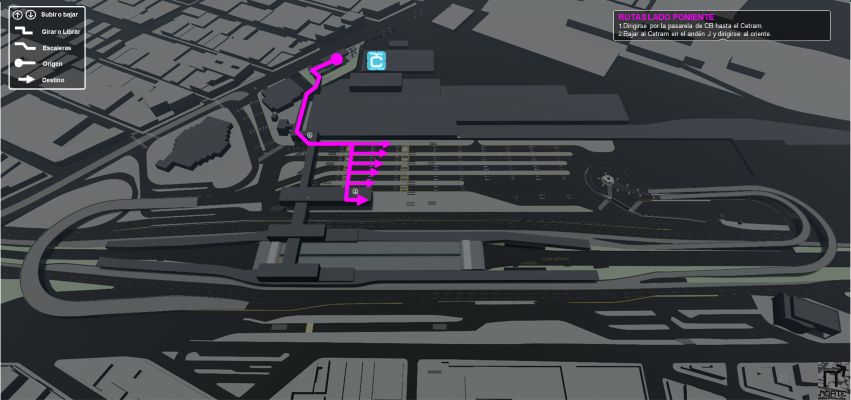 Subir o bajar
Girar o Librar
Escaleras
Origen
Destino
RUTAS LADO PONIENTE
1.Dirigirse por la pasarela de CB hasta el Cetram.
2.Bajar al Cetram en el andén J y dirigirse al oriente.
NORTE